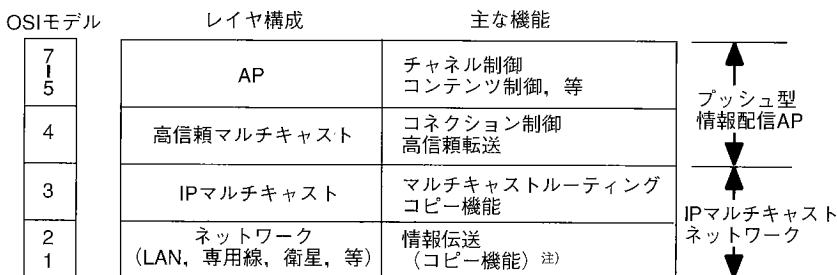 OSIモデル レイヤ構成 主な機能
7
｜
5
AP
チャネル制御
コンテンツ制御，等
プッシュ型
情報配信AP
4
高信頼マルチキャスト
コネクション制御
高信頼転送
3
IPマルチキャスト
マルチキャストルーティング
コピー機能
IPマルチキャスト
ネットワーク
2
1
ネットワーク
（LAN，専用線，衛星，等）
情報伝送
（コピー機能）注）